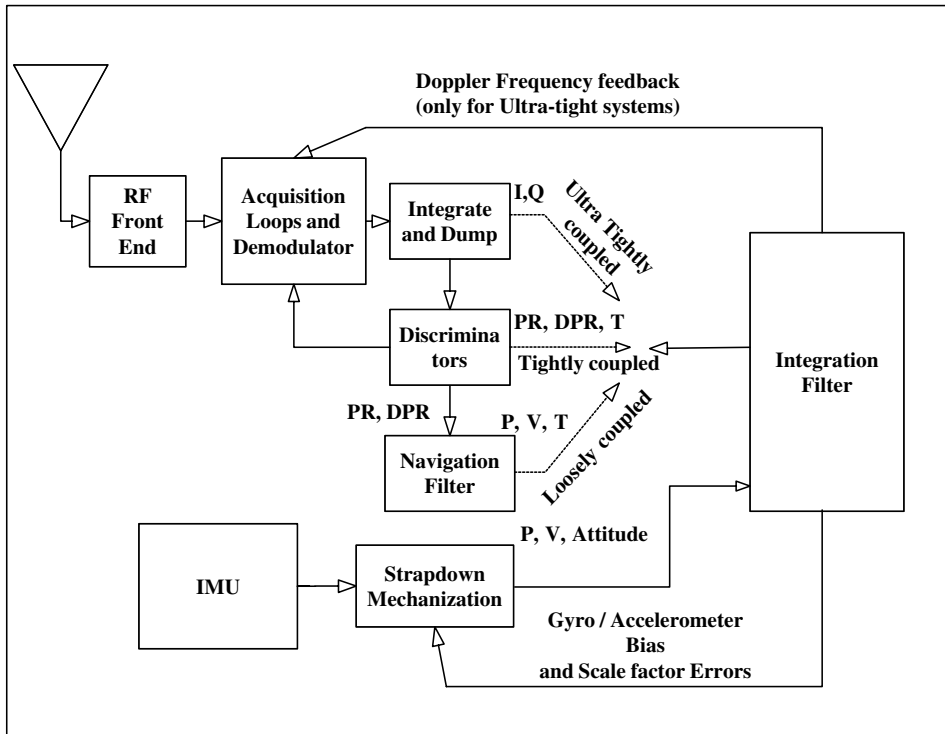 Doppler Frequency feedback
(only for Ultra-tight systems)
RF
Front
End
Acquisition
Loops and
Demodulator
Integrate
and Dump
I,Q
Ultra Tightly
coupled
Discrimina
tors
PR, DPR, T
Tightly coupled
Integration
Filter
PR, DPR
P, V, T
Loosely coupled
Navigation
Filter
P, V, Attitude
IMU
Strapdown
Mechanization
Gyro / Accelerometer
Bias
and Scale factor Errors